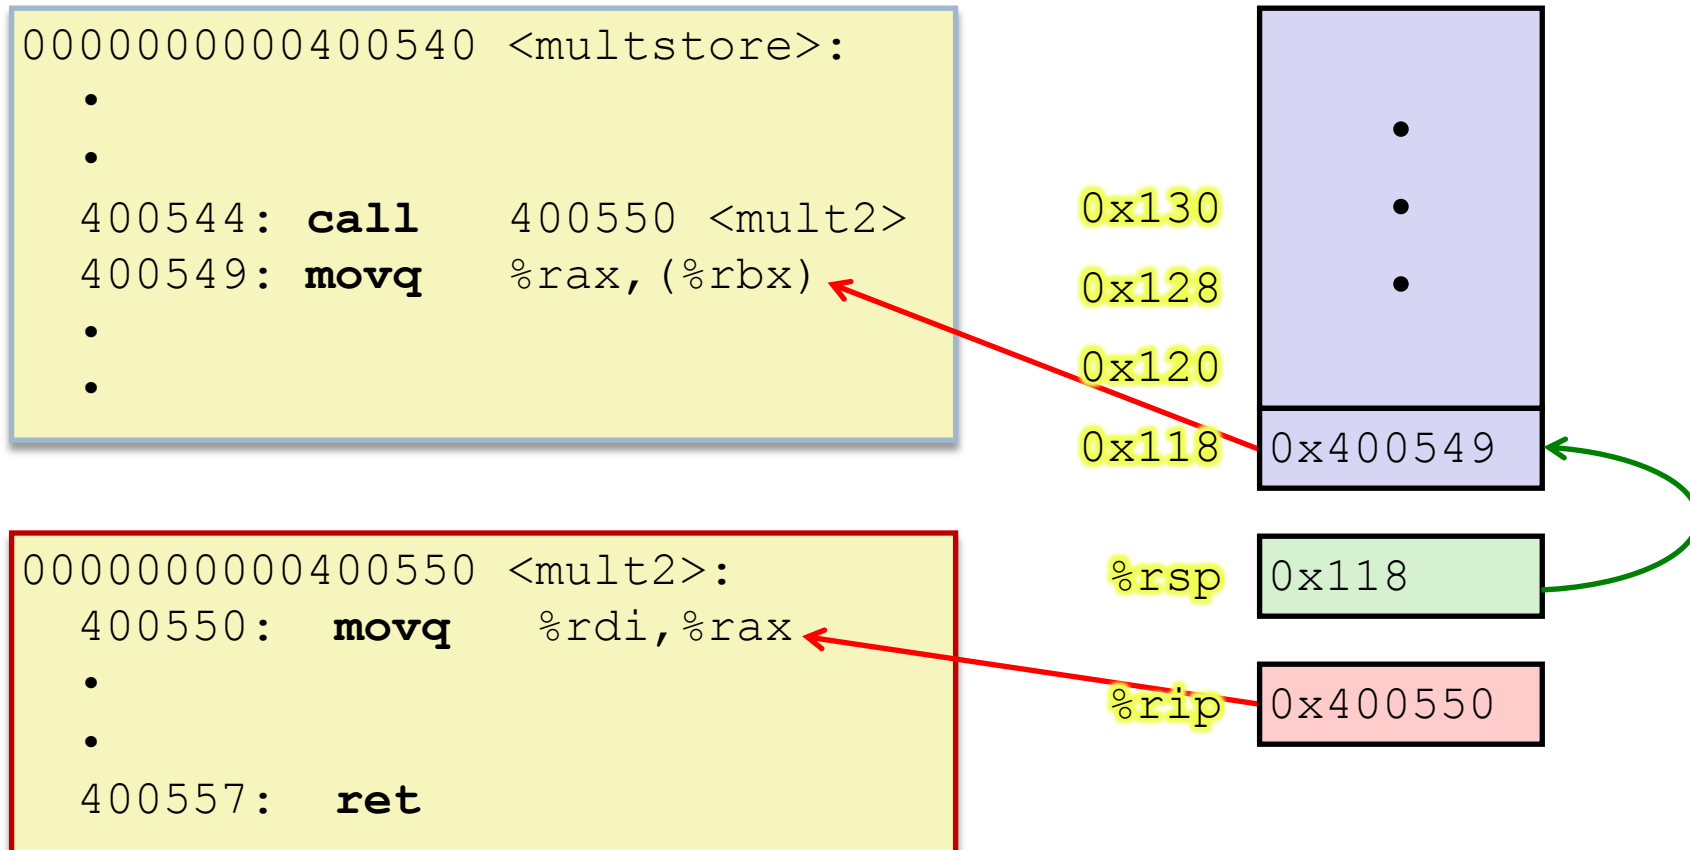 0000000000400540 <multstore>:
•
•
400544: call 400550 <mult2>
400549: movq %rax,(%rbx)
•
•
0000000000400550 <mult2>:
400550: movq %rdi,%rax
•
•
400557: ret
•
0x130 •
0x128 •
0x120
0x118 0x400549
%rsp 0x118
%rip 0x400550